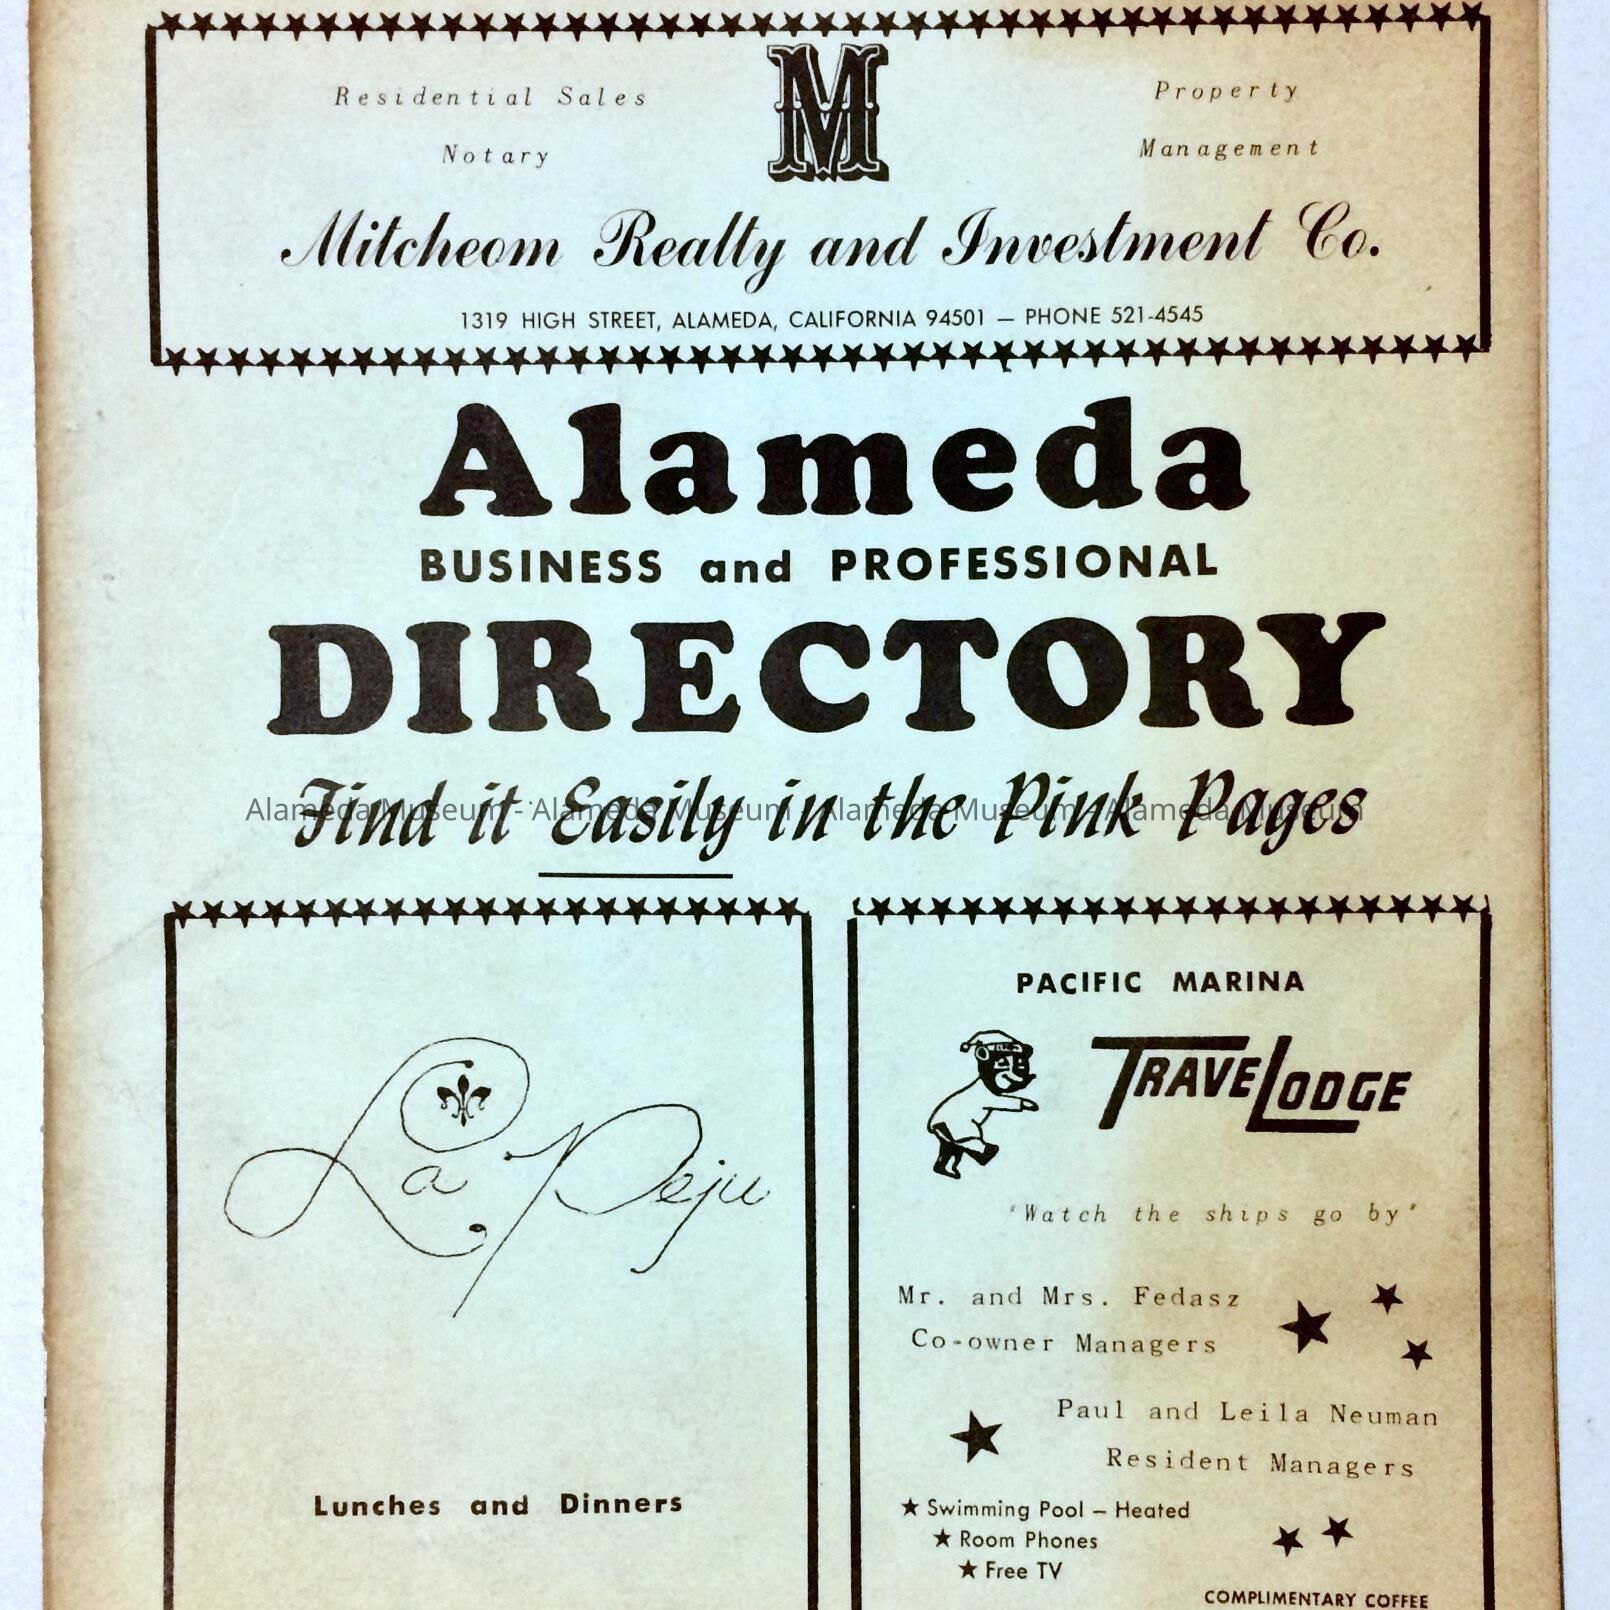 Residential Sales
Notary
M
Property
Management
Mitcheom Realty and Investment Co.
1319 HIGH STREET, ALAMEDA, CALIFORNIA 94501 — PHONE 521-4545
Alameda
BUSINESS and PROFESSIONAL
DIRECTORY
Find it Easily in the Pink Pages
Alameda Museum - Alameda Museum - Alameda Museum - Alameda Museum
La Peju
Lunches and Dinners
PACIFIC MARINA
TRAVELODGE
"Watch the ships go by"
Mr. and Mrs. Fedasz
Co-owner Managers
Paul and Leila Neuman
Resident Managers
★ Swimming Pool — Heated
★ Room Phones
★ Free TV
COMPLIMENTARY COFFEE